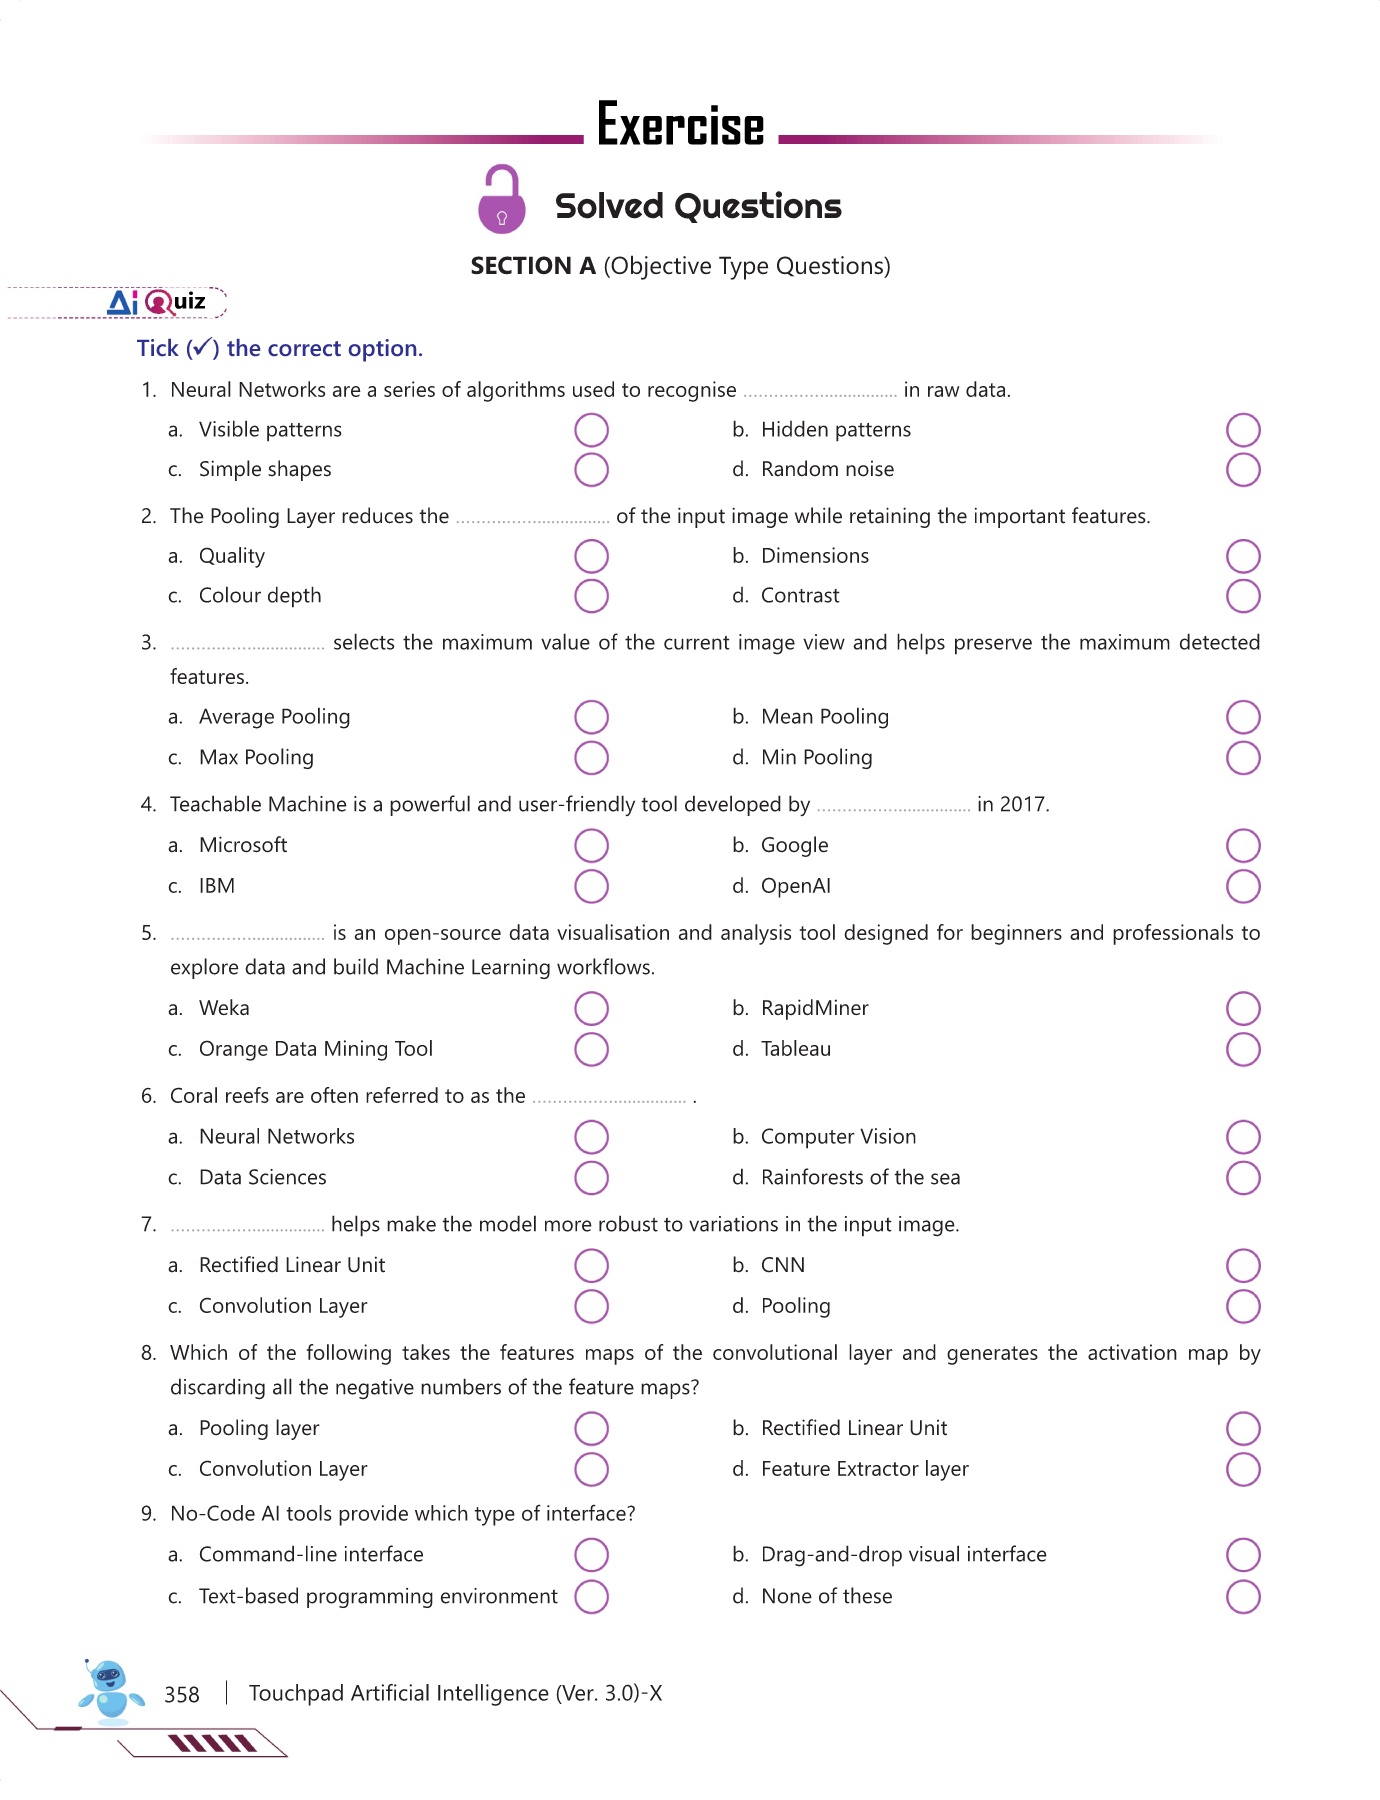 Exercise
Solved Questions
SECTION A (Objective Type Questions)
Ai Quiz
Tick (✓) the correct option.
1. Neural Networks are a series of algorithms used to recognise .............................. in raw data.
a. Visible patterns b. Hidden patterns
c. Simple shapes d. Random noise
2. The Pooling Layer reduces the .............................. of the input image while retaining the important features.
a. Quality b. Dimensions
c. Colour depth d. Contrast
3. .............................. selects the maximum value of the current image view and helps preserve the maximum detected
features.
a. Average Pooling b. Mean Pooling
c. Max Pooling d. Min Pooling
4. Teachable Machine is a powerful and user-friendly tool developed by .............................. in 2017.
a. Microsoft b. Google
c. IBM d. OpenAI
5. .............................. is an open-source data visualisation and analysis tool designed for beginners and professionals to
explore data and build Machine Learning workflows.
a. Weka b. RapidMiner
c. Orange Data Mining Tool d. Tableau
6. Coral reefs are often referred to as the .............................. .
a. Neural Networks b. Computer Vision
c. Data Sciences d. Rainforests of the sea
7. .............................. helps make the model more robust to variations in the input image.
a. Rectified Linear Unit b. CNN
c. Convolution Layer d. Pooling
8. Which of the following takes the features maps of the convolutional layer and generates the activation map by
discarding all the negative numbers of the feature maps?
a. Pooling layer b. Rectified Linear Unit
c. Convolution Layer d. Feature Extractor layer
9. No-Code AI tools provide which type of interface?
a. Command-line interface b. Drag-and-drop visual interface
c. Text-based programming environment d. None of these
358 | Touchpad Artificial Intelligence (Ver. 3.0)-X